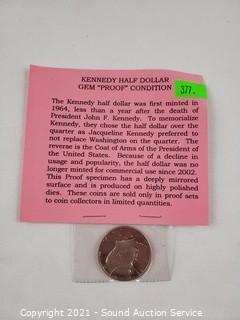 KENNEDY HALF DOLLAR
GEM "PROOF" CONDITION
377.
The Kennedy half dollar was first minted in
1964, less than a year after the death of
President John F. Kennedy. To memorialize
Kennedy, they chose the half dollar over the
quarter as Jacqueline Kennedy preferred to
not replace Washington on the quarter. The
reverse is the Coat of Arms of the President of
the United States. Because of a decline in
usage and popularity, the half dollar was no
longer minted for commercial use since 2002.
This Proof specimen has a deeply mirrored
surface and is produced on highly polished
dies. These coins are sold only in proof sets
to coin collectors in limited quantities.
Copyright 2021 - Sound Auction Service